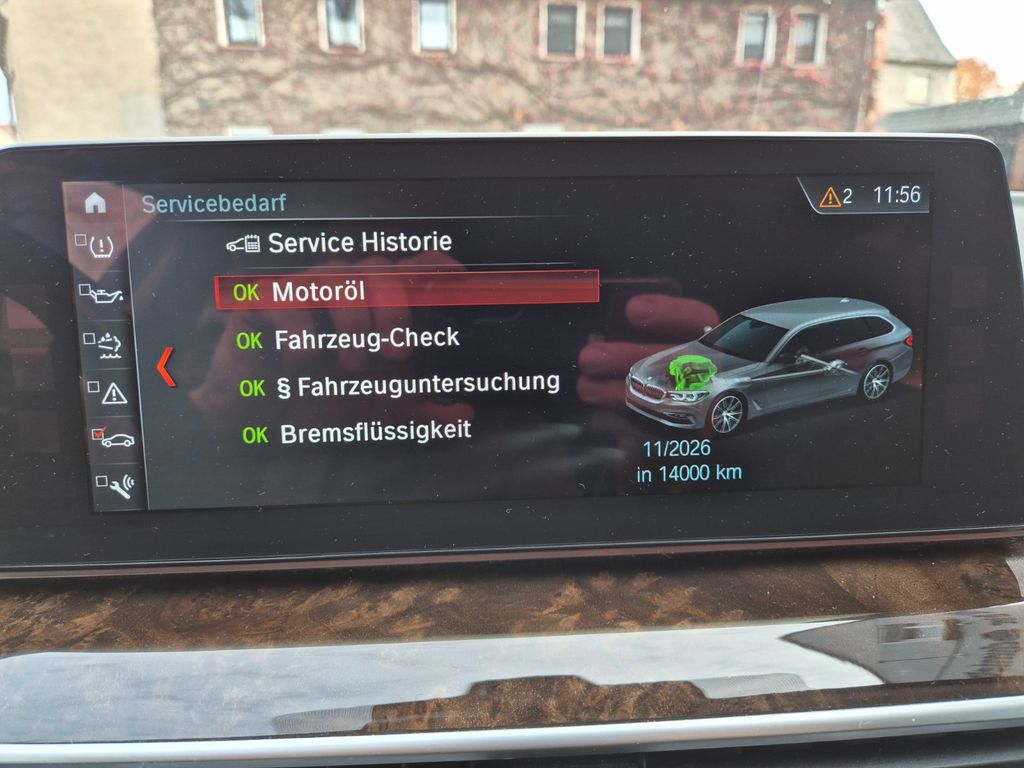 Servicebedarf
2 11:56
Service Historie
OK Motoröl
OK Fahrzeug-Check
OK § Fahrzeuguntersuchung
OK Bremsflüssigkeit
11/2026
in 14000 km